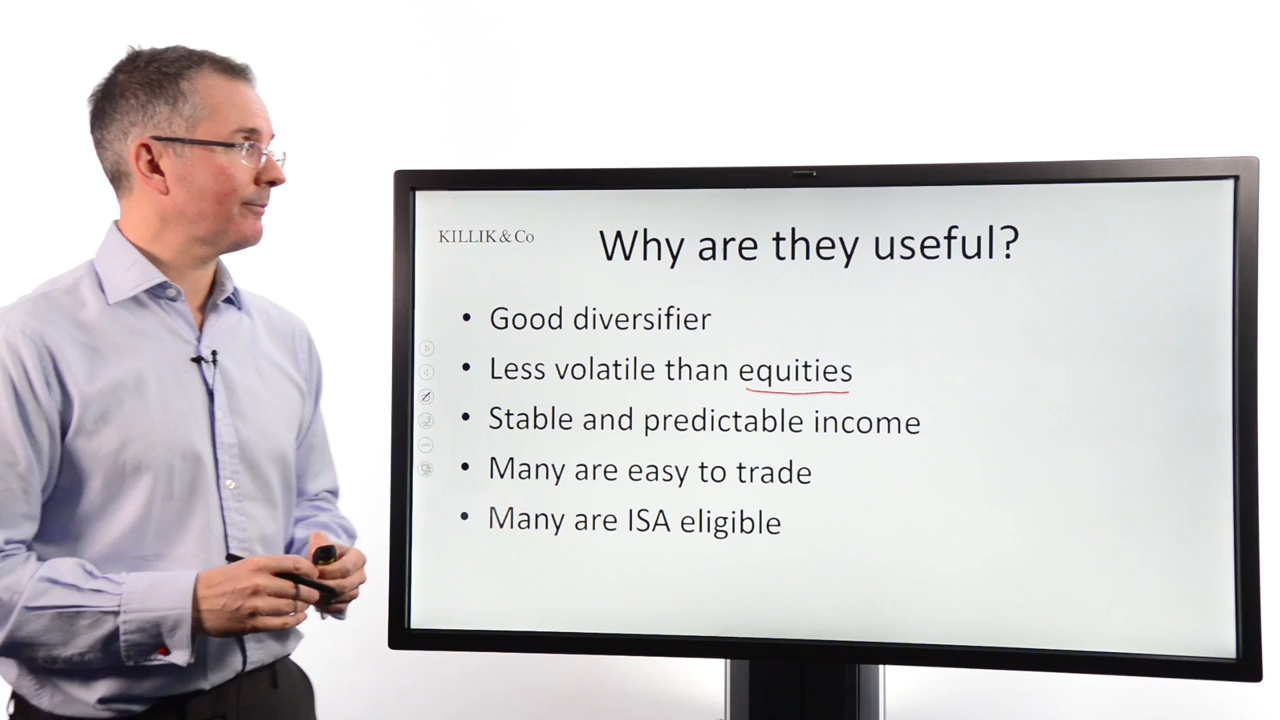 KILLIK & Co
Why are they useful?
• Good diversifier
• Less volatile than equities
• Stable and predictable income
• Many are easy to trade
• Many are ISA eligible